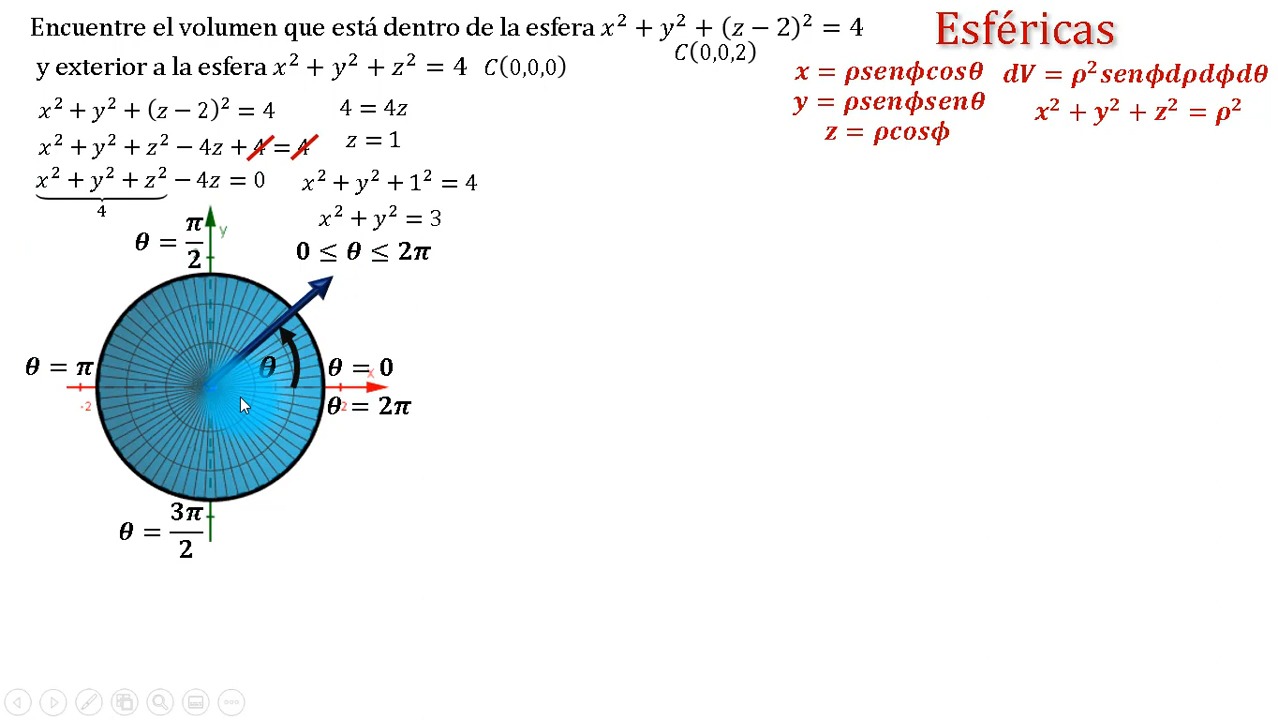 Encuentre el volumen que está dentro de la esfera x² + y² + (z − 2)² = 4
C(0,0,2)
y exterior a la esfera x² + y² + z² = 4 C(0,0,0)
Esféricas
x = ρsenϕcosθ
dV = ρ²senϕdρdϕdθ
y = ρsenϕsenθ
x² + y² + z² = ρ²
z = ρcosϕ
x² + y² + (z − 2)² = 4
x² + y² + z² − 4z + 4 = 4
x² + y² + z² − 4z = 0
4
4 = 4z
z = 1
x² + y² + 1² = 4
x² + y² = 3
0 ≤ θ ≤ 2π
θ = π/2
y
θ = π
θ
θ = 0
x
-2
2
θ = 2π
θ = 3π/2